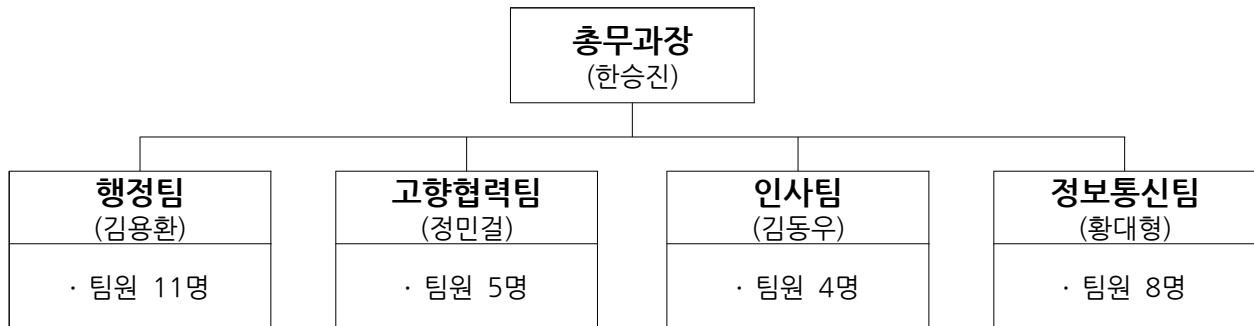 총무과장
(한승진)
행정팀
(김용환)
· 팀원 11명
고향협력팀
(정민걸)
· 팀원 5명
인사팀
(김동우)
· 팀원 4명
정보통신팀
(황대형)
· 팀원 8명